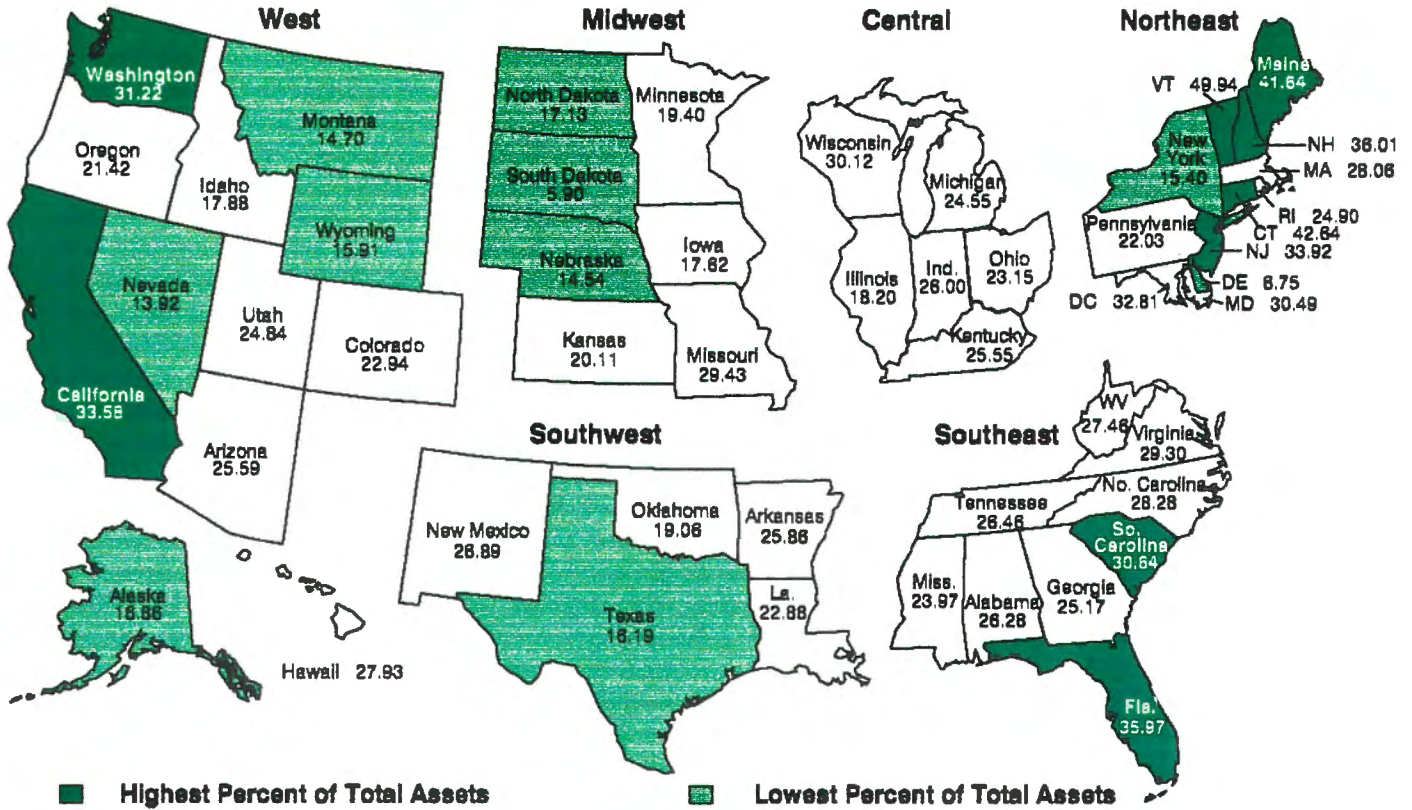 West
Midwest
Central
Northeast
Washington
31.22
Oregon
21.42
Idaho
17.88
Montana
14.70
Wyoming
15.91
Nevada
13.92
Utah
24.84
Colorado
22.94
California
33.58
Arizona
25.59
Alaska
16.86
Hawaii 27.93
North Dakota
17.13
South Dakota
5.90
Nebraska
14.54
Kansas
20.11
Minnesota
19.40
Iowa
17.62
Missouri
29.43
Wisconsin
30.12
Michigan
24.55
Illinois
18.20
Ind.
26.00
Ohio
23.15
Kentucky
25.55
Maine
41.64
VT 49.94
NH 36.01
MA 28.06
New
York
15.40
RI 24.90
CT 42.64
Pennsylvania
22.03
NJ 33.92
DE 6.75
DC 32.81
MD 30.49
Southwest
New Mexico
26.89
Oklahoma
19.06
Arkansas
25.86
Texas
16.19
La.
22.88
Southeast
WV
27.46
Virginia
29.30
Tennessee
26.46
No. Carolina
28.28
So.
Carolina
30.64
Miss.
23.97
Alabama
26.28
Georgia
25.17
Fla.
35.97
Highest Percent of Total Assets
Lowest Percent of Total Assets